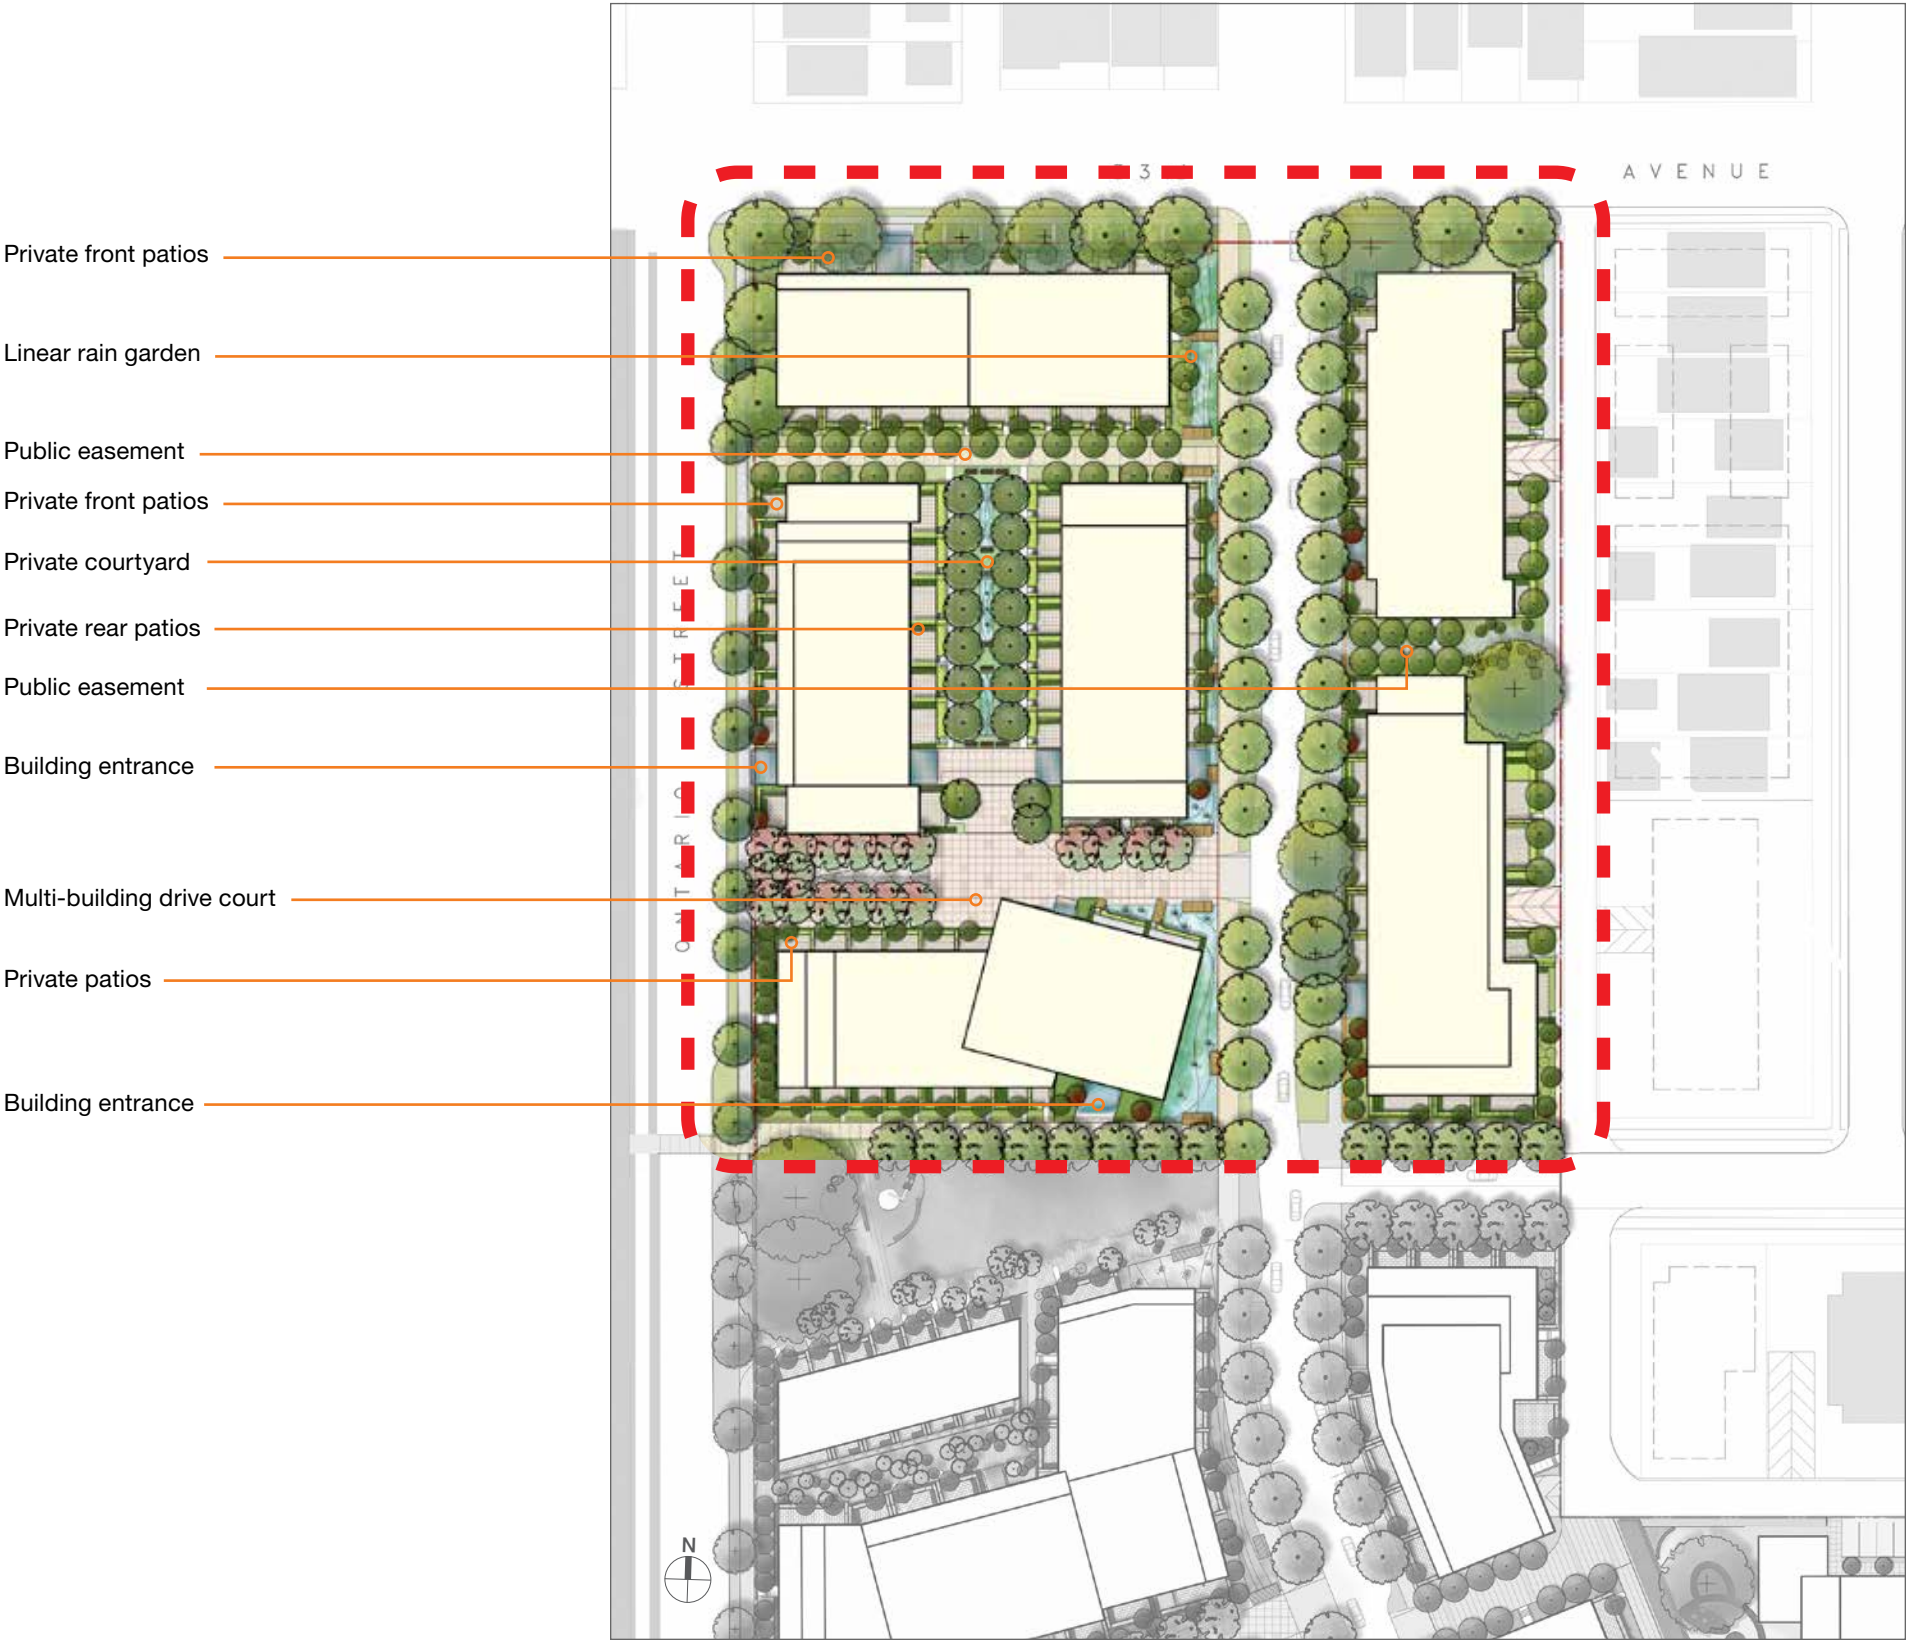 AVENUE
Private front patios
Linear rain garden
Public easement
Private front patios
Private courtyard
Private rear patios
Public easement
Building entrance
Multi-building drive court
Private patios
Building entrance
ONTARIO STREET
N